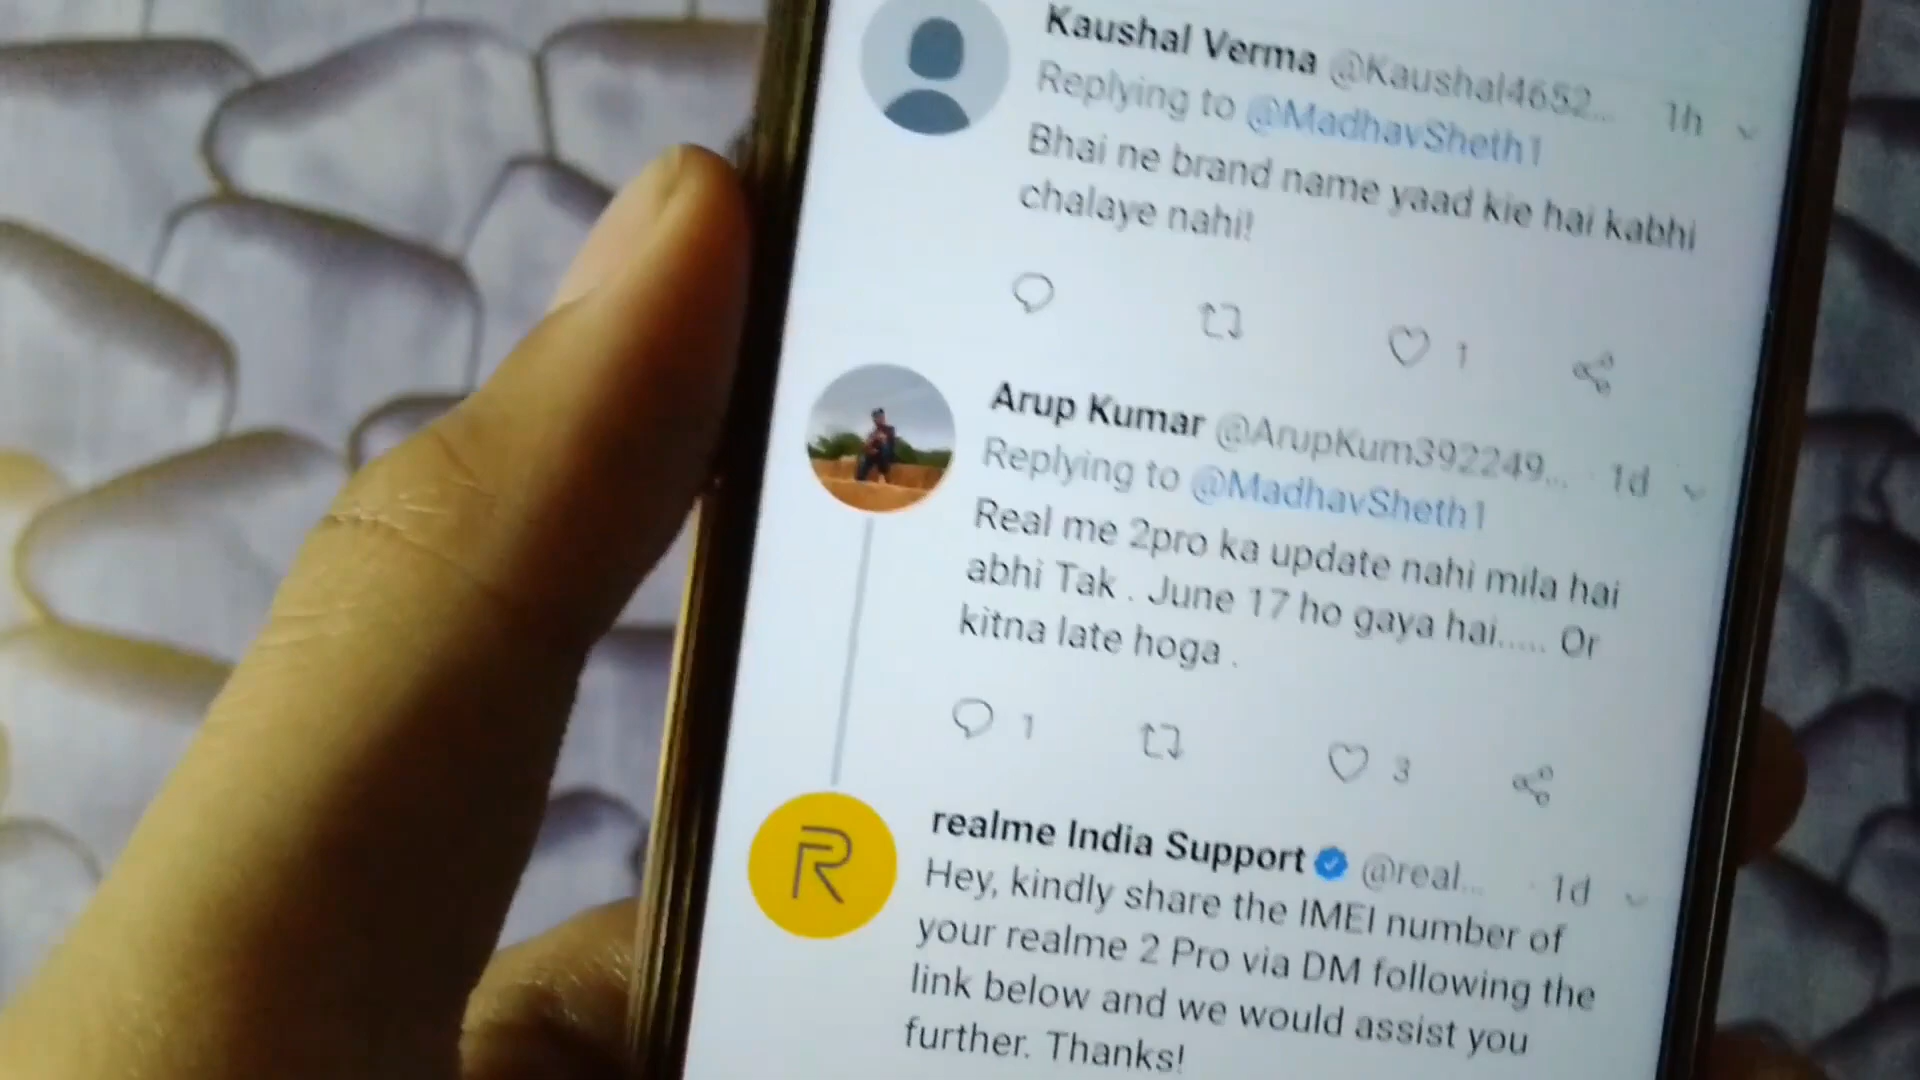 Kaushal Verma @Kaushal4652... 1h
Replying to @MadhavSheth1
Bhai ne brand name yaad kie hai kabhi
chalaye nahi!
1
Arup Kumar @ArupKum392249... · 1d
Replying to @MadhavSheth1
Real me 2pro ka update nahi mila hai
abhi Tak . June 17 ho gaya hai..... Or
kitna late hoga .
1 3
R
realme India Support @real... · 1d
Hey, kindly share the IMEI number of
your realme 2 Pro via DM following the
link below and we would assist you
further. Thanks!